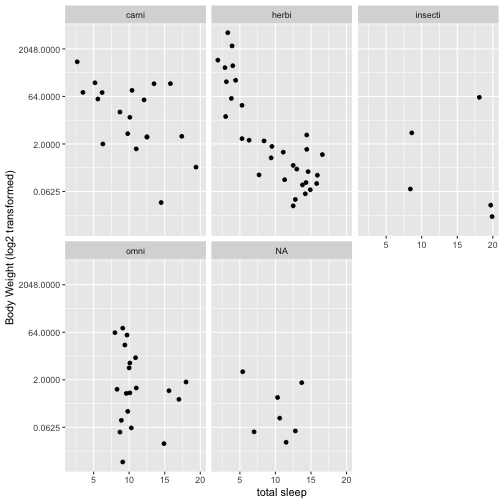 carni herbi insecti
2048.0000
64.0000
2.0000
0.0625
5 10 15 20
omni NA
2048.0000
64.0000
2.0000
0.0625
5 10 15 20 5 10 15 20
total sleep
Body Weight (log2 transformed)